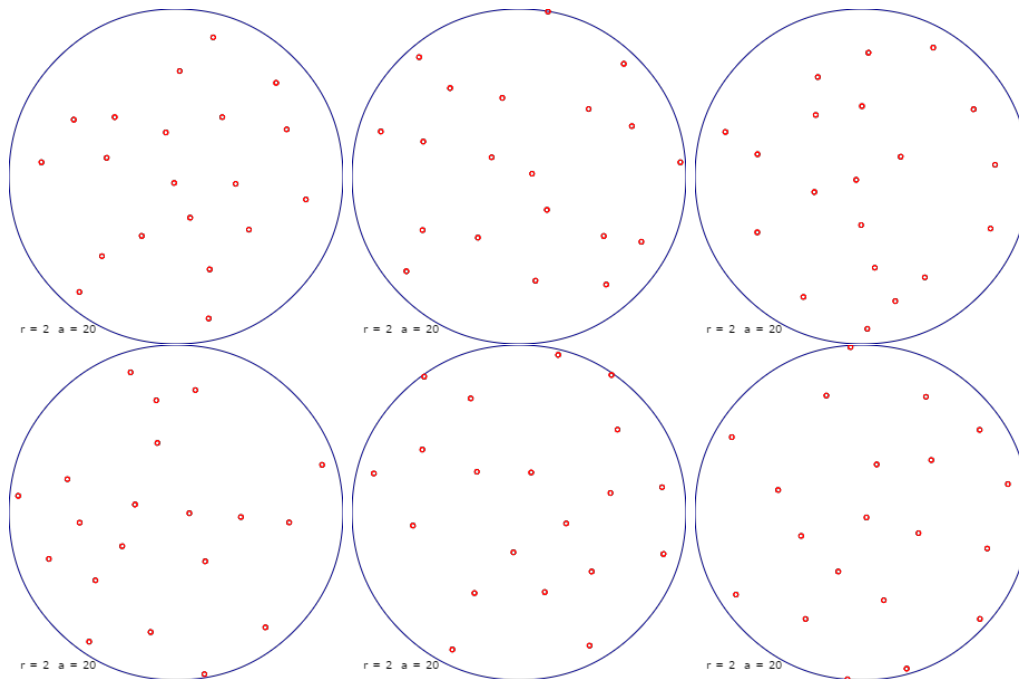 r = 2 a = 20
r = 2 a = 20
r = 2 a = 20
r = 2 a = 20
r = 2 a = 20
r = 2 a = 20